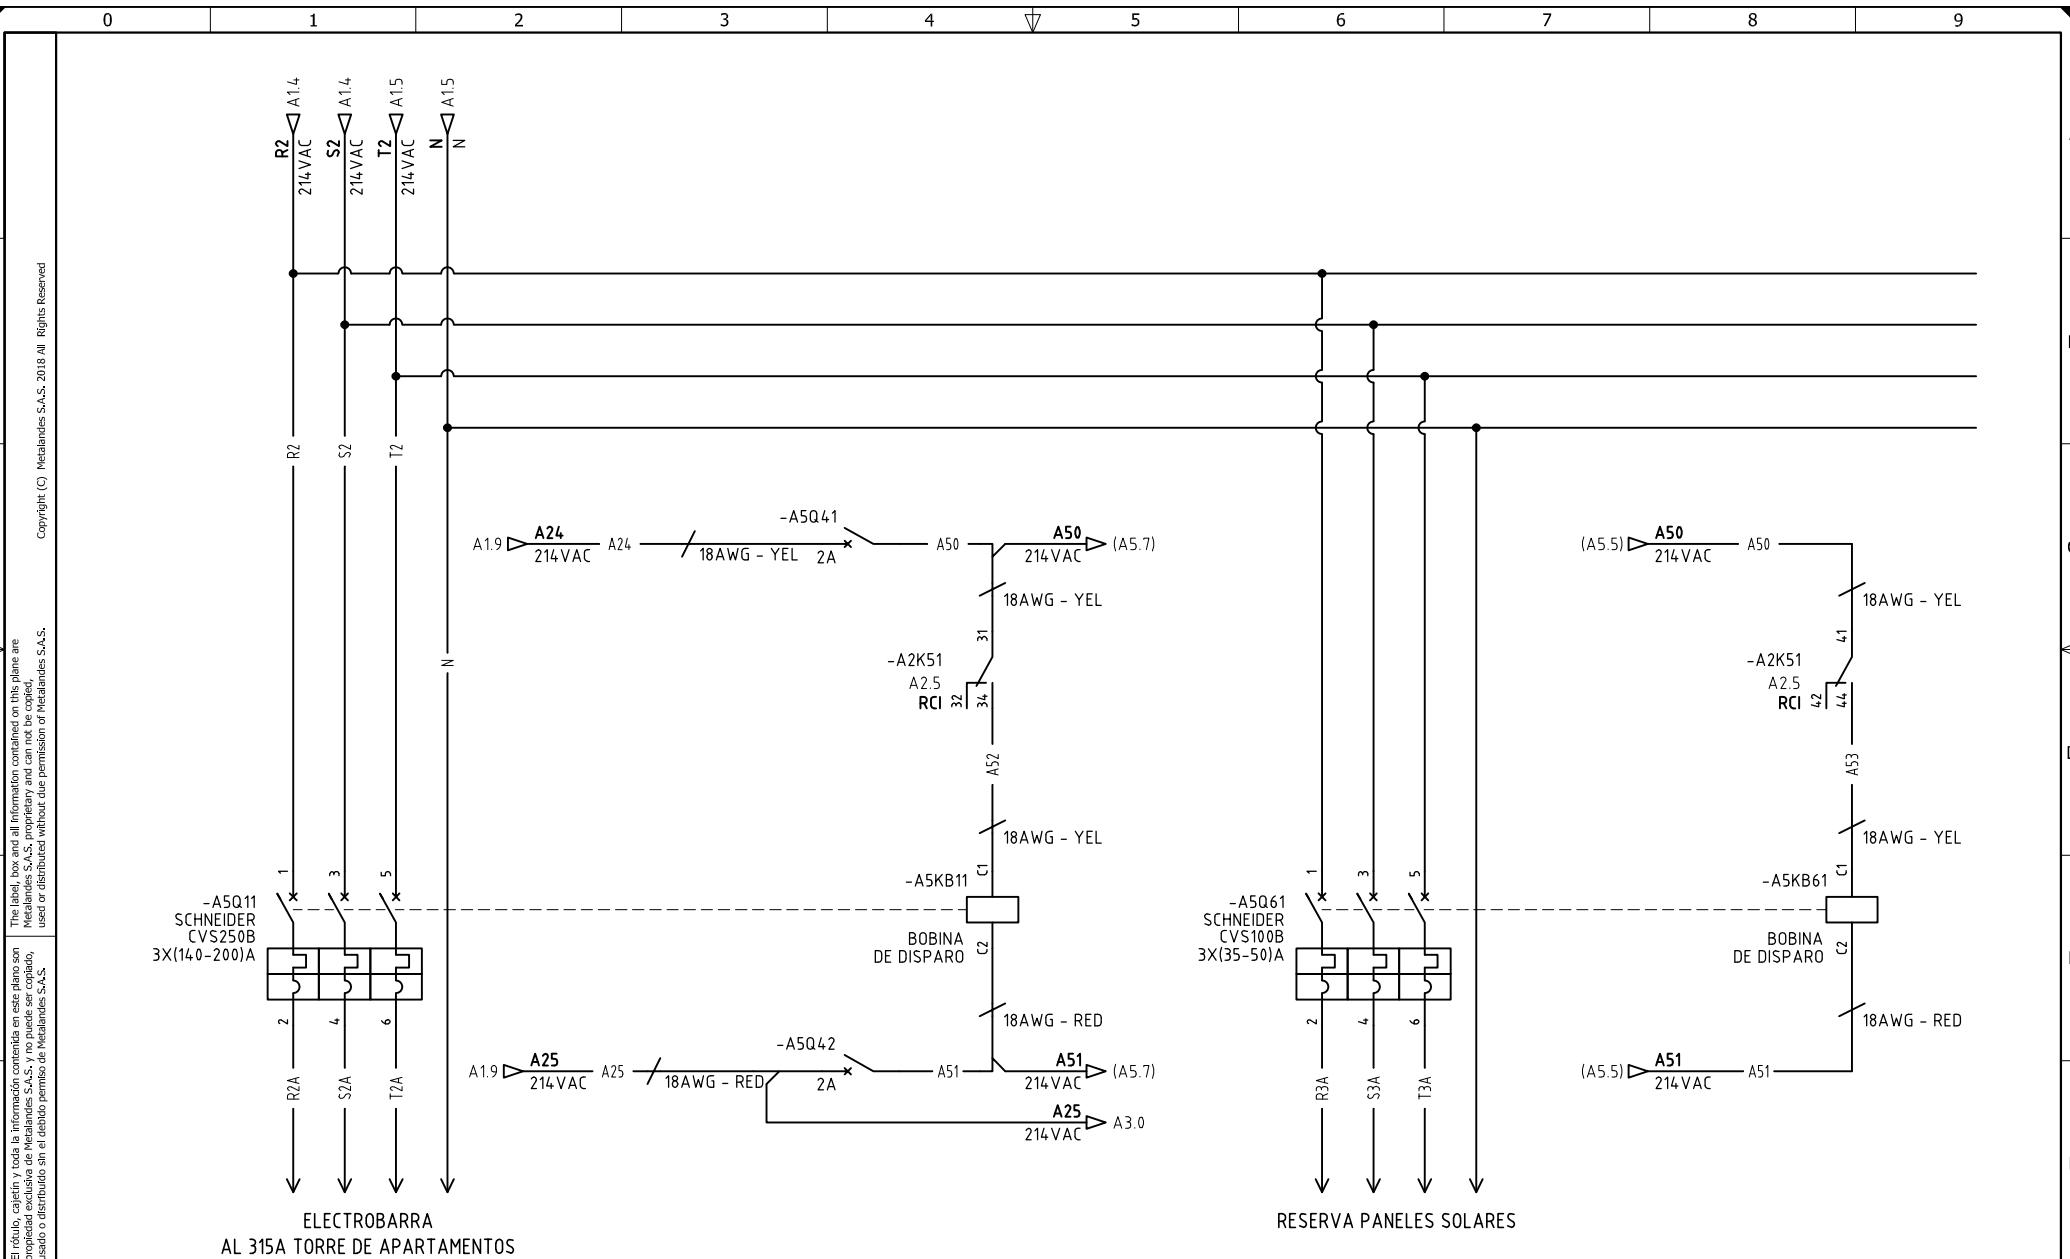 0 1 2 3 4 5 6 7 8 9
A1.4 A1.4 A1.5 A1.5
R2 S2 T2 N
214VAC 214VAC 214VAC N
R2 S2 T2 N
-A5Q11
SCHNEIDER
CVS250B
3X(140-200)A
1 3 5
2 4 6
R2A S2A T2A
ELECTROBARRA
AL 315A TORRE DE APARTAMENTOS
A1.9 A24
214VAC
A24
18AWG - YEL
-A5Q41
2A
A50
A50
214VAC
(A5.7)
18AWG - YEL
31
-A2K51
A2.5
RCI
32 34
A52
18AWG - YEL
C1
-A5KB11
BOBINA
DE DISPARO
C2
18AWG - RED
A1.9 A25
214VAC
A25
18AWG - RED
-A5Q42
2A
A51
A51
214VAC
(A5.7)
A25
214VAC
A3.0
-A5Q61
SCHNEIDER
CVS100B
3X(35-50)A
1 3 5
2 4 6
R3A S3A T3A
RESERVA PANELES SOLARES
(A5.5) A50
214VAC
A50
18AWG - YEL
41
-A2K51
A2.5
RCI
42 44
A53
18AWG - YEL
C1
-A5KB61
BOBINA
DE DISPARO
C2
18AWG - RED
(A5.5) A51
214VAC
A51
Copyright (C) Metalandes S.A.S. 2018 All Rights Reserved
The label, box and all information contained on this plane are
Metalandes S.A.S. proprietary and can not be copied,
used or distributed without due permission of Metalandes S.A.S.
El rótulo, cajetín y toda la información contenida en este plano son
propiedad exclusiva de Metalandes S.A.S. y no puede ser copiado,
usado o distribuido sin el debido permiso de Metalandes S.A.S.